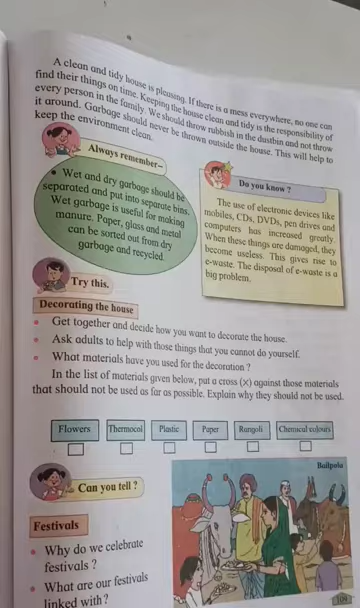 A clean and tidy house is pleasing. If there is a mess everywhere, no one can
find their things on time. Keeping the house clean and tidy is the responsibility of
every person in the family. We should throw rubbish in the dustbin and not throw
it around. Garbage should never be thrown outside the house. This will help to
keep the environment clean.
Always remember–
• Wet and dry garbage should be
separated and put into separate bins.
Wet garbage is useful for making
manure. Paper, glass and metal
can be sorted out from dry
garbage and recycled.
Do you know ?
The use of electronic devices like
mobiles, CDs, DVDs, pen drives and
computers has increased greatly.
When these things are damaged, they
become useless. This gives rise to
e-waste. The disposal of e-waste is a
big problem.
Try this.
Decorating the house
• Get together and decide how you want to decorate the house.
• Ask adults to help with those things that you cannot do yourself.
• What materials have you used for the decoration ?
In the list of materials given below, put a cross (×) against those materials
that should not be used as far as possible. Explain why they should not be used.
Flowers Thermocol Plastic Paper Rangoli Chemical colours
Can you tell ?
Bailpola
Festivals
• Why do we celebrate
festivals ?
• What are our festivals
linked with ?